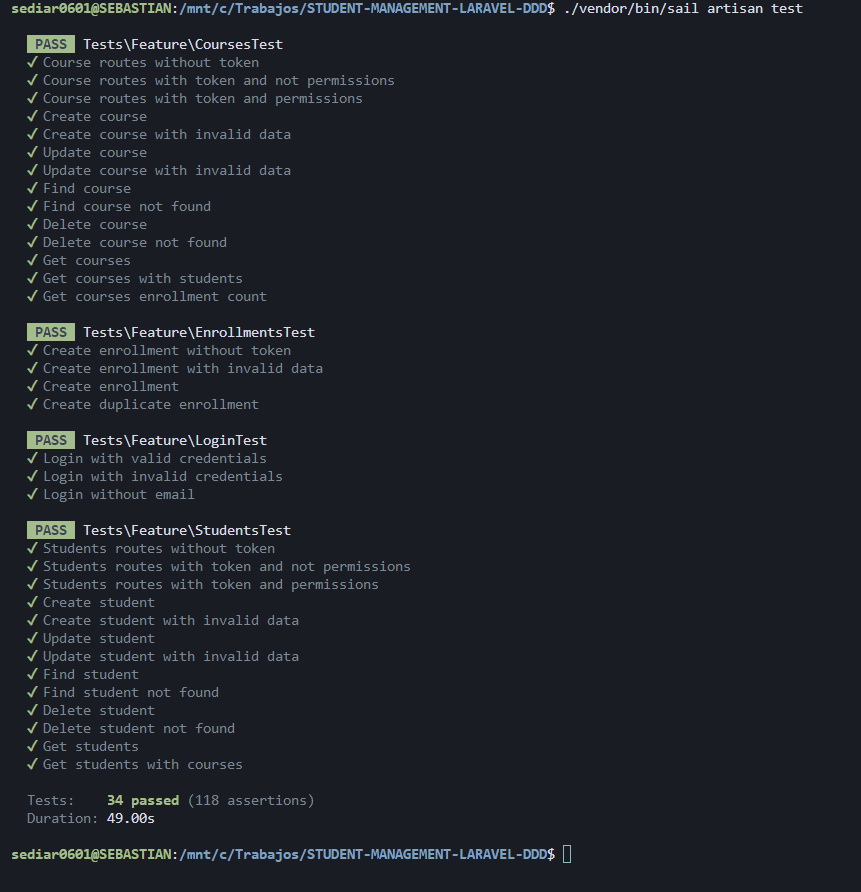 sediar0601@SEBASTIAN:/mnt/c/Trabajos/STUDENT-MANAGEMENT-LARAVEL-DDD$ ./vendor/bin/sail artisan test
PASS Tests\Feature\CoursesTest
✓ Course routes without token
✓ Course routes with token and not permissions
✓ Course routes with token and permissions
✓ Create course
✓ Create course with invalid data
✓ Update course
✓ Update course with invalid data
✓ Find course
✓ Find course not found
✓ Delete course
✓ Delete course not found
✓ Get courses
✓ Get courses with students
✓ Get courses enrollment count
PASS Tests\Feature\EnrollmentsTest
✓ Create enrollment without token
✓ Create enrollment with invalid data
✓ Create enrollment
✓ Create duplicate enrollment
PASS Tests\Feature\LoginTest
✓ Login with valid credentials
✓ Login with invalid credentials
✓ Login without email
PASS Tests\Feature\StudentsTest
✓ Students routes without token
✓ Students routes with token and not permissions
✓ Students routes with token and permissions
✓ Create student
✓ Create student with invalid data
✓ Update student
✓ Update student with invalid data
✓ Find student
✓ Find student not found
✓ Delete student
✓ Delete student not found
✓ Get students
✓ Get students with courses
Tests: 34 passed (118 assertions)
Duration: 49.00s
sediar0601@SEBASTIAN:/mnt/c/Trabajos/STUDENT-MANAGEMENT-LARAVEL-DDD$